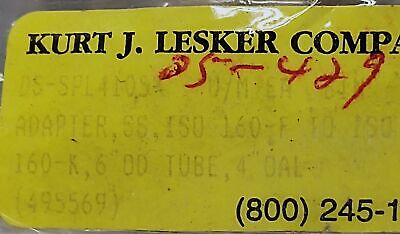 KURT J. LESKER COMPA
05-429
ADAPTER,SS,ISO 160-F TO ISO
160-K,6 OD TUBE,4 OAL
(495569)
(800) 245-1